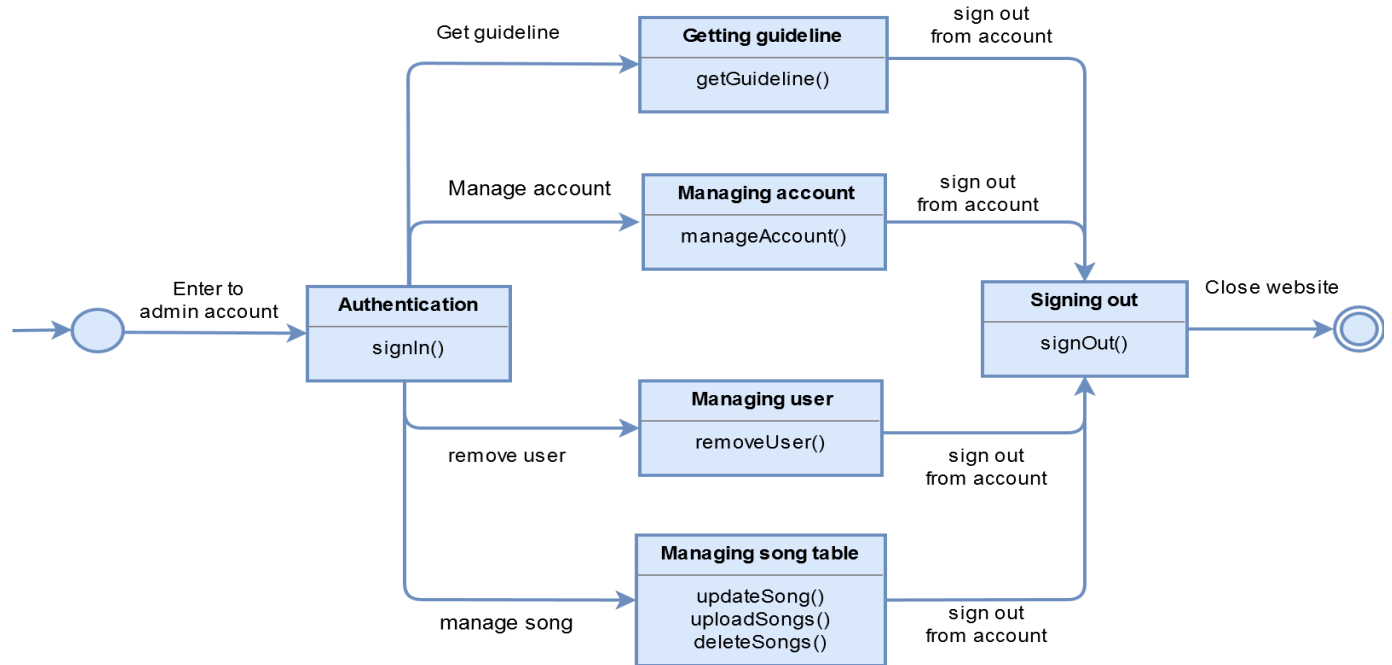 Get guideline
Getting guideline
getGuideline()
sign out
from account
Manage account
Managing account
manageAccount()
sign out
from account
Enter to
admin account
Authentication
signIn()
Signing out
signOut()
Close website
remove user
Managing user
removeUser()
sign out
from account
manage song
Managing song table
updateSong()
uploadSongs()
deleteSongs()
sign out
from account